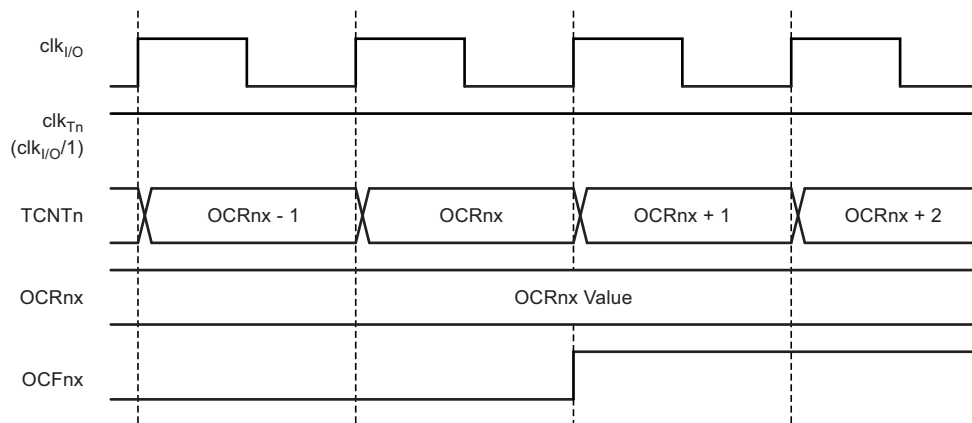 clkI/O
clkTn
(clkI/O/1)
TCNTn OCRnx - 1 OCRnx OCRnx + 1 OCRnx + 2
OCRnx OCRnx Value
OCFnx